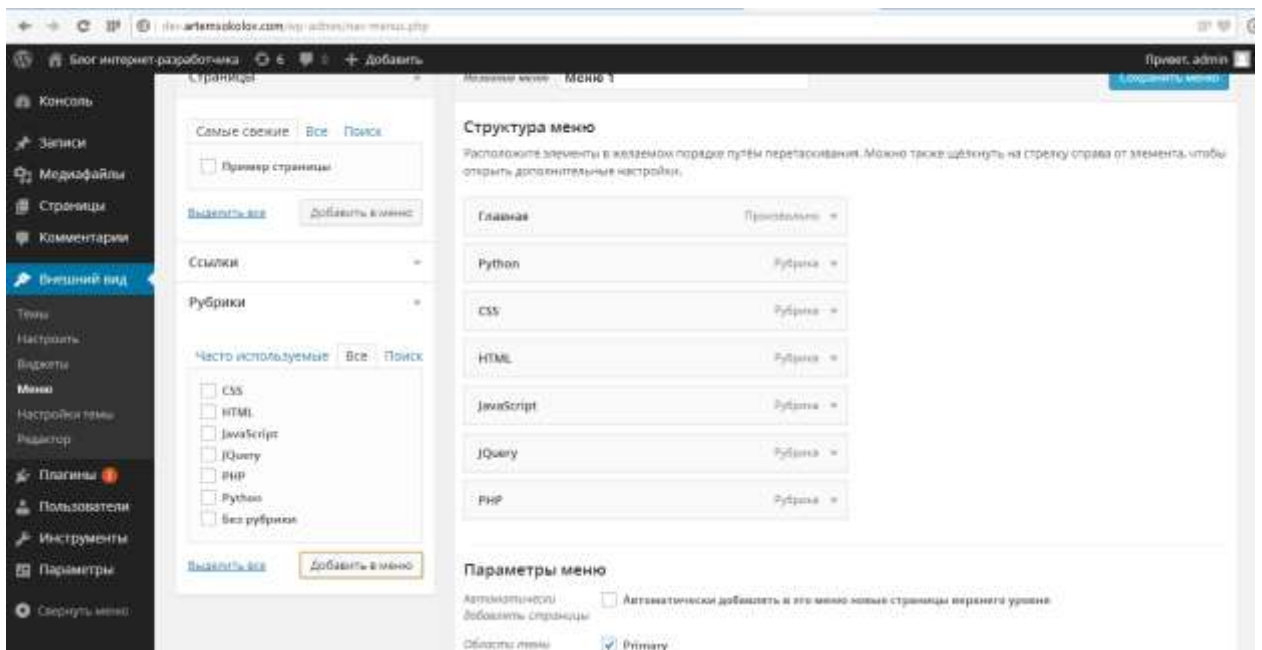 dev.artemsokolov.com/wp-admin/nav-menus.php
Блог интернет-разработчика 6 0 + Добавить Привет, admin
Консоль
Записи
Медиафайлы
Страницы
Комментарии
Внешний вид
Темы
Настроить
Виджеты
Меню
Настройки темы
Редактор
Плагины
Пользователи
Инструменты
Параметры
Свернуть меню
Страницы
Самые свежие Все Поиск
Пример страницы
Выделить все Добавить в меню
Ссылки
Рубрики
Часто используемые Все Поиск
CSS
HTML
JavaScript
JQuery
PHP
Python
Без рубрики
Выделить все Добавить в меню
Название меню Меню 1 Сохранить меню
Структура меню
Расположите элементы в желаемом порядке путём перетаскивания. Можно также щёлкнуть на стрелку справа от элемента, чтобы
открыть дополнительные настройки.
Главная Произвольно
Python Рубрика
CSS Рубрика
HTML Рубрика
JavaScript Рубрика
JQuery Рубрика
PHP Рубрика
Параметры меню
Автоматически Автоматически добавлять в это меню новые страницы верхнего уровня
добавлять страницы
Области темы Primary